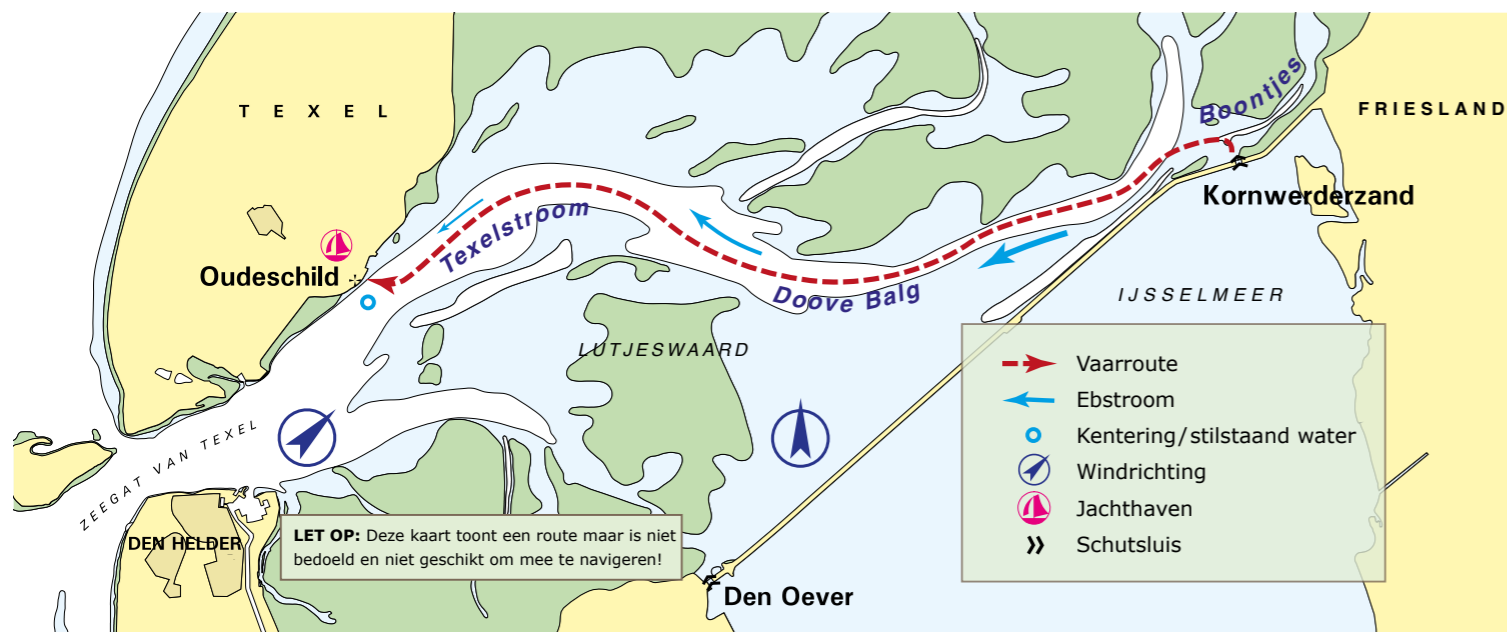 TEXEL
Boontjes
FRIESLAND
Kornwerderzand
Texelstroom
Oudeschild
Doove Balg
IJSSELMEER
LUTJESWAARD
Vaarroute
Ebstroom
Kentering/stilstaand water
Windrichting
Jachthaven
Schutsluis
ZEEGAT VAN TEXEL
DEN HELDER
LET OP: Deze kaart toont een route maar is niet
bedoeld en niet geschikt om mee te navigeren!
Den Oever